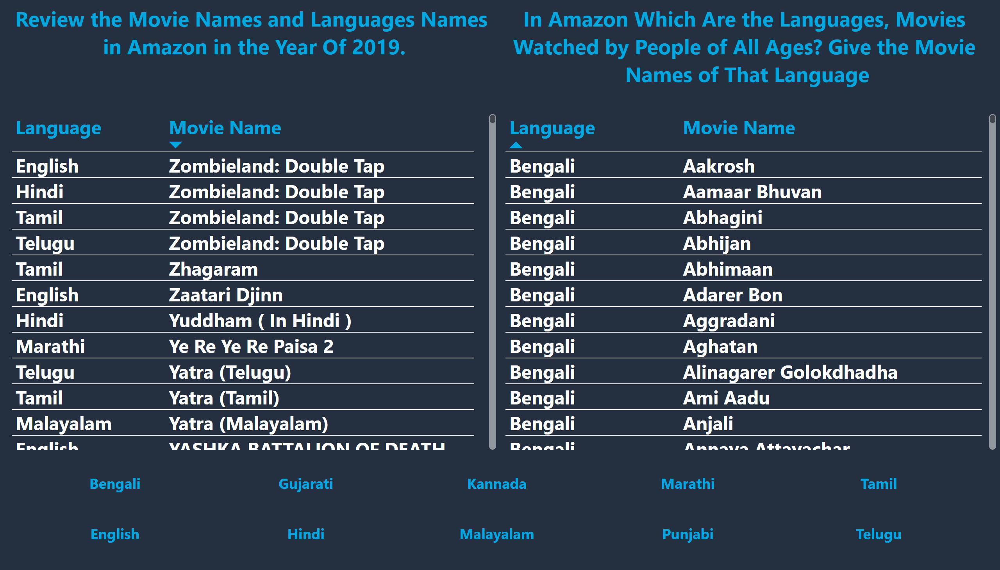 Review the Movie Names and Languages Names
in Amazon in the Year Of 2019.
In Amazon Which Are the Languages, Movies
Watched by People of All Ages? Give the Movie
Names of That Language
Language Movie Name
English Zombieland: Double Tap
Hindi Zombieland: Double Tap
Tamil Zombieland: Double Tap
Telugu Zombieland: Double Tap
Tamil Zhagaram
English Zaatari Djinn
Hindi Yuddham ( In Hindi )
Marathi Ye Re Ye Re Paisa 2
Telugu Yatra (Telugu)
Tamil Yatra (Tamil)
Malayalam Yatra (Malayalam)
English YASHKA BATTALION OF DEATH
Language Movie Name
Bengali Aakrosh
Bengali Aamaar Bhuvan
Bengali Abhagini
Bengali Abhijan
Bengali Abhimaan
Bengali Adarer Bon
Bengali Aggradani
Bengali Aghatan
Bengali Alinagarer Golokdhadha
Bengali Ami Aadu
Bengali Anjali
Bengali Annaya Attayachar
Bengali Gujarati Kannada Marathi Tamil
English Hindi Malayalam Punjabi Telugu